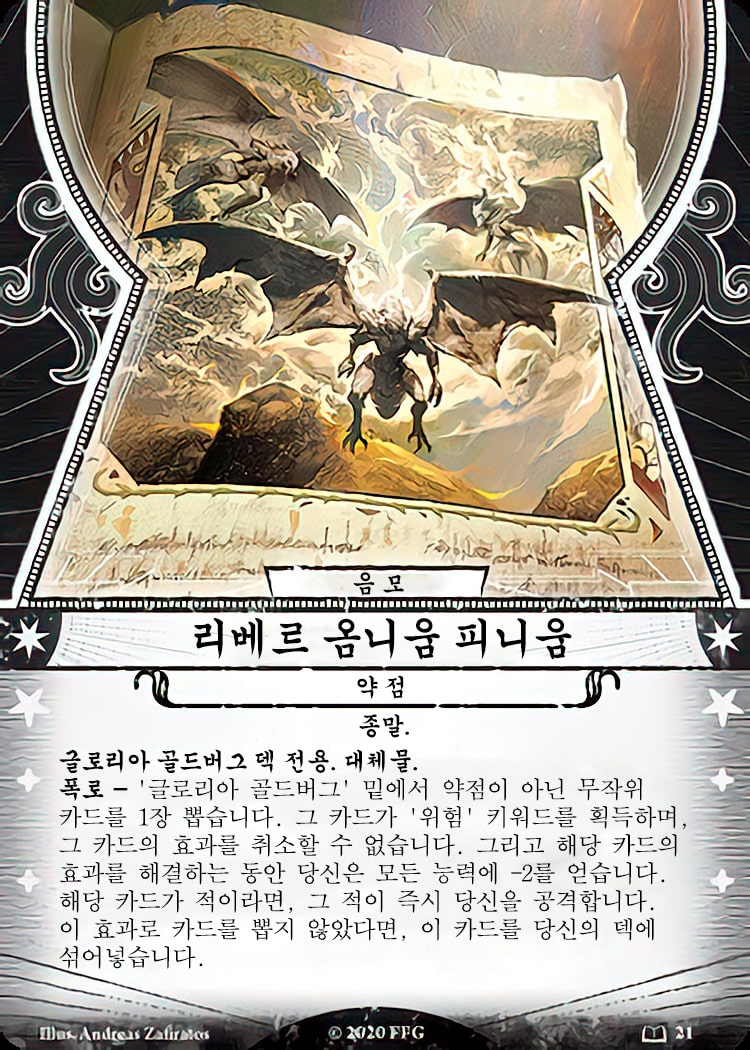 음모
리베르 옴니움 피니움
약점
종말.
글로리아 골드버그 덱 전용. 대체물.
폭로 – '글로리아 골드버그' 밑에서 약점이 아닌 무작위
카드를 1장 뽑습니다. 그 카드가 '위험' 키워드를 획득하며,
그 카드의 효과를 취소할 수 없습니다. 그리고 해당 카드의
효과를 해결하는 동안 당신은 모든 능력에 -2를 얻습니다.
해당 카드가 적이라면, 그 적이 즉시 당신을 공격합니다.
이 효과로 카드를 뽑지 않았다면, 이 카드를 당신의 덱에
섞어넣습니다.
Illus. Andreas Zafiratos
© 2020 FFG
21